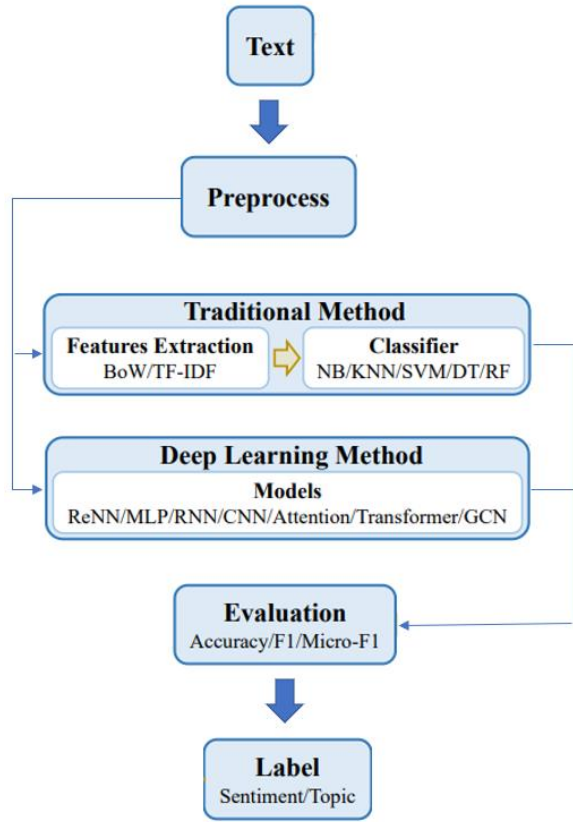 Text
Preprocess
Traditional Method
Features Extraction
BoW/TF-IDF
Classifier
NB/KNN/SVM/DT/RF
Deep Learning Method
Models
ReNN/MLP/RNN/CNN/Attention/Transformer/GCN
Evaluation
Accuracy/F1/Micro-F1
Label
Sentiment/Topic